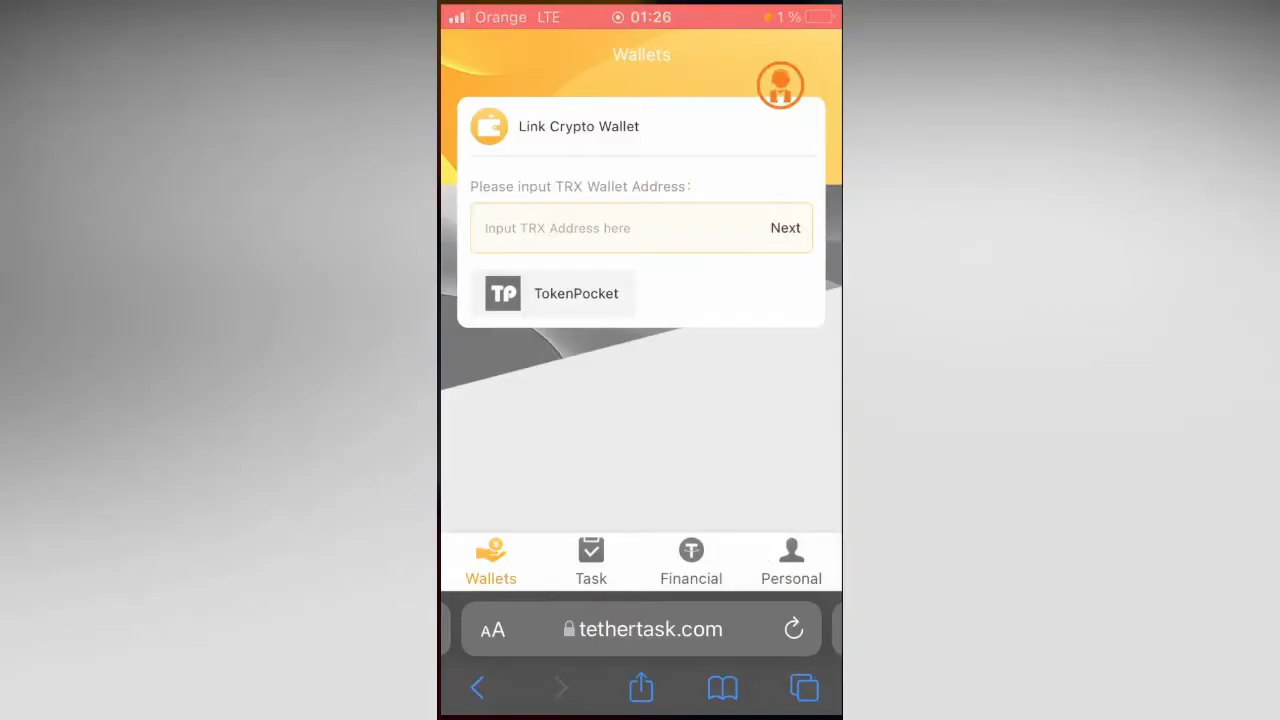 Orange LTE 01:26 1 %
Wallets
Link Crypto Wallet
Please input TRX Wallet Address:
Input TRX Address here Next
TP TokenPocket
Wallets Task Financial Personal
AA tethertask.com